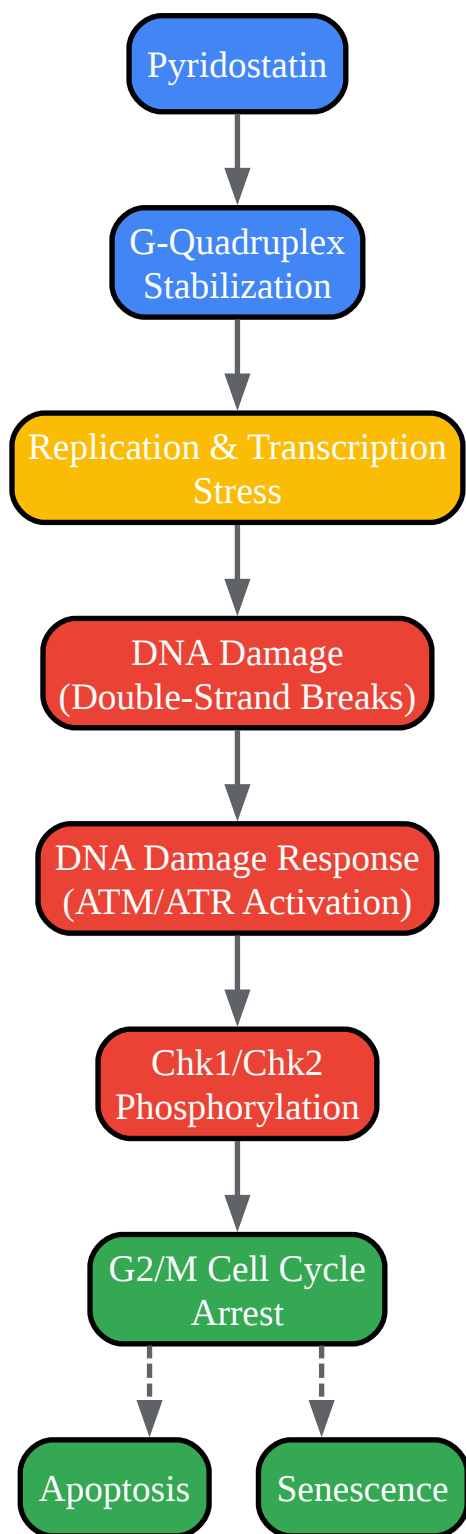 Pyridostatin
G-Quadruplex
Stabilization
Replication & Transcription
Stress
DNA Damage
(Double-Strand Breaks)
DNA Damage Response
(ATM/ATR Activation)
Chk1/Chk2
Phosphorylation
G2/M Cell Cycle
Arrest
Apoptosis
Senescence